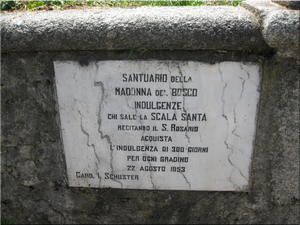 SANTUARIO DELLA
MADONNA DEL BOSCO
INDULGENZE
CHI SALE LA SCALA SANTA
RECITANDO IL S. ROSARIO
ACQUISTA
L'INDULGENZA DI 300 GIORNI
PER OGNI GRADINO
22 AGOSTO 1953
CARD. I. SCHUSTER